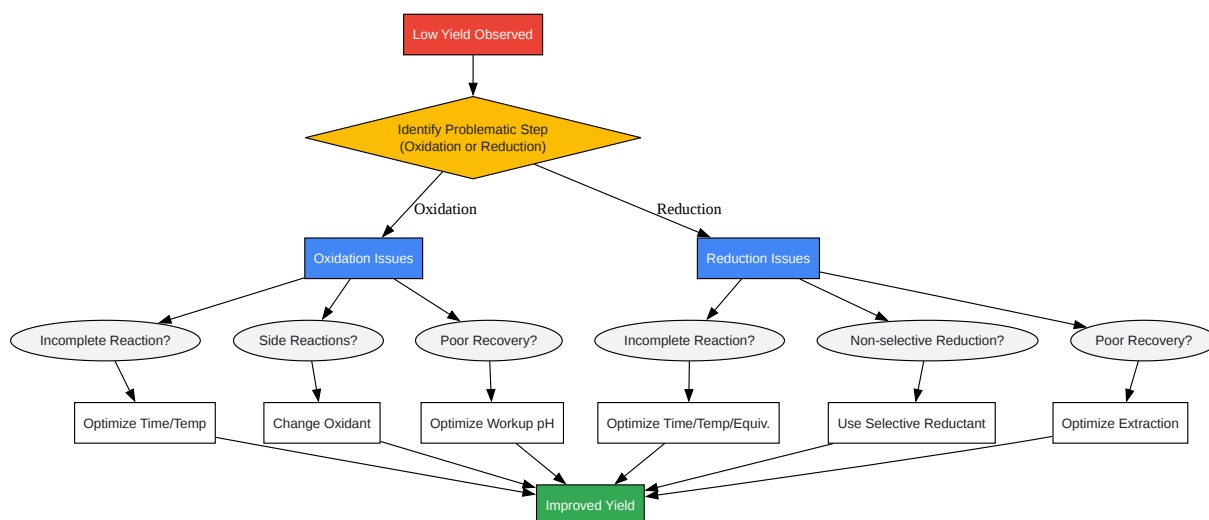 Low Yield Observed
Identify Problematic Step
(Oxidation or Reduction)
Oxidation
Reduction
Oxidation Issues
Reduction Issues
Incomplete Reaction?
Side Reactions?
Poor Recovery?
Incomplete Reaction?
Non-selective Reduction?
Poor Recovery?
Optimize Time/Temp
Change Oxidant
Optimize Workup pH
Optimize Time/Temp/Equiv.
Use Selective Reductant
Optimize Extraction
Improved Yield